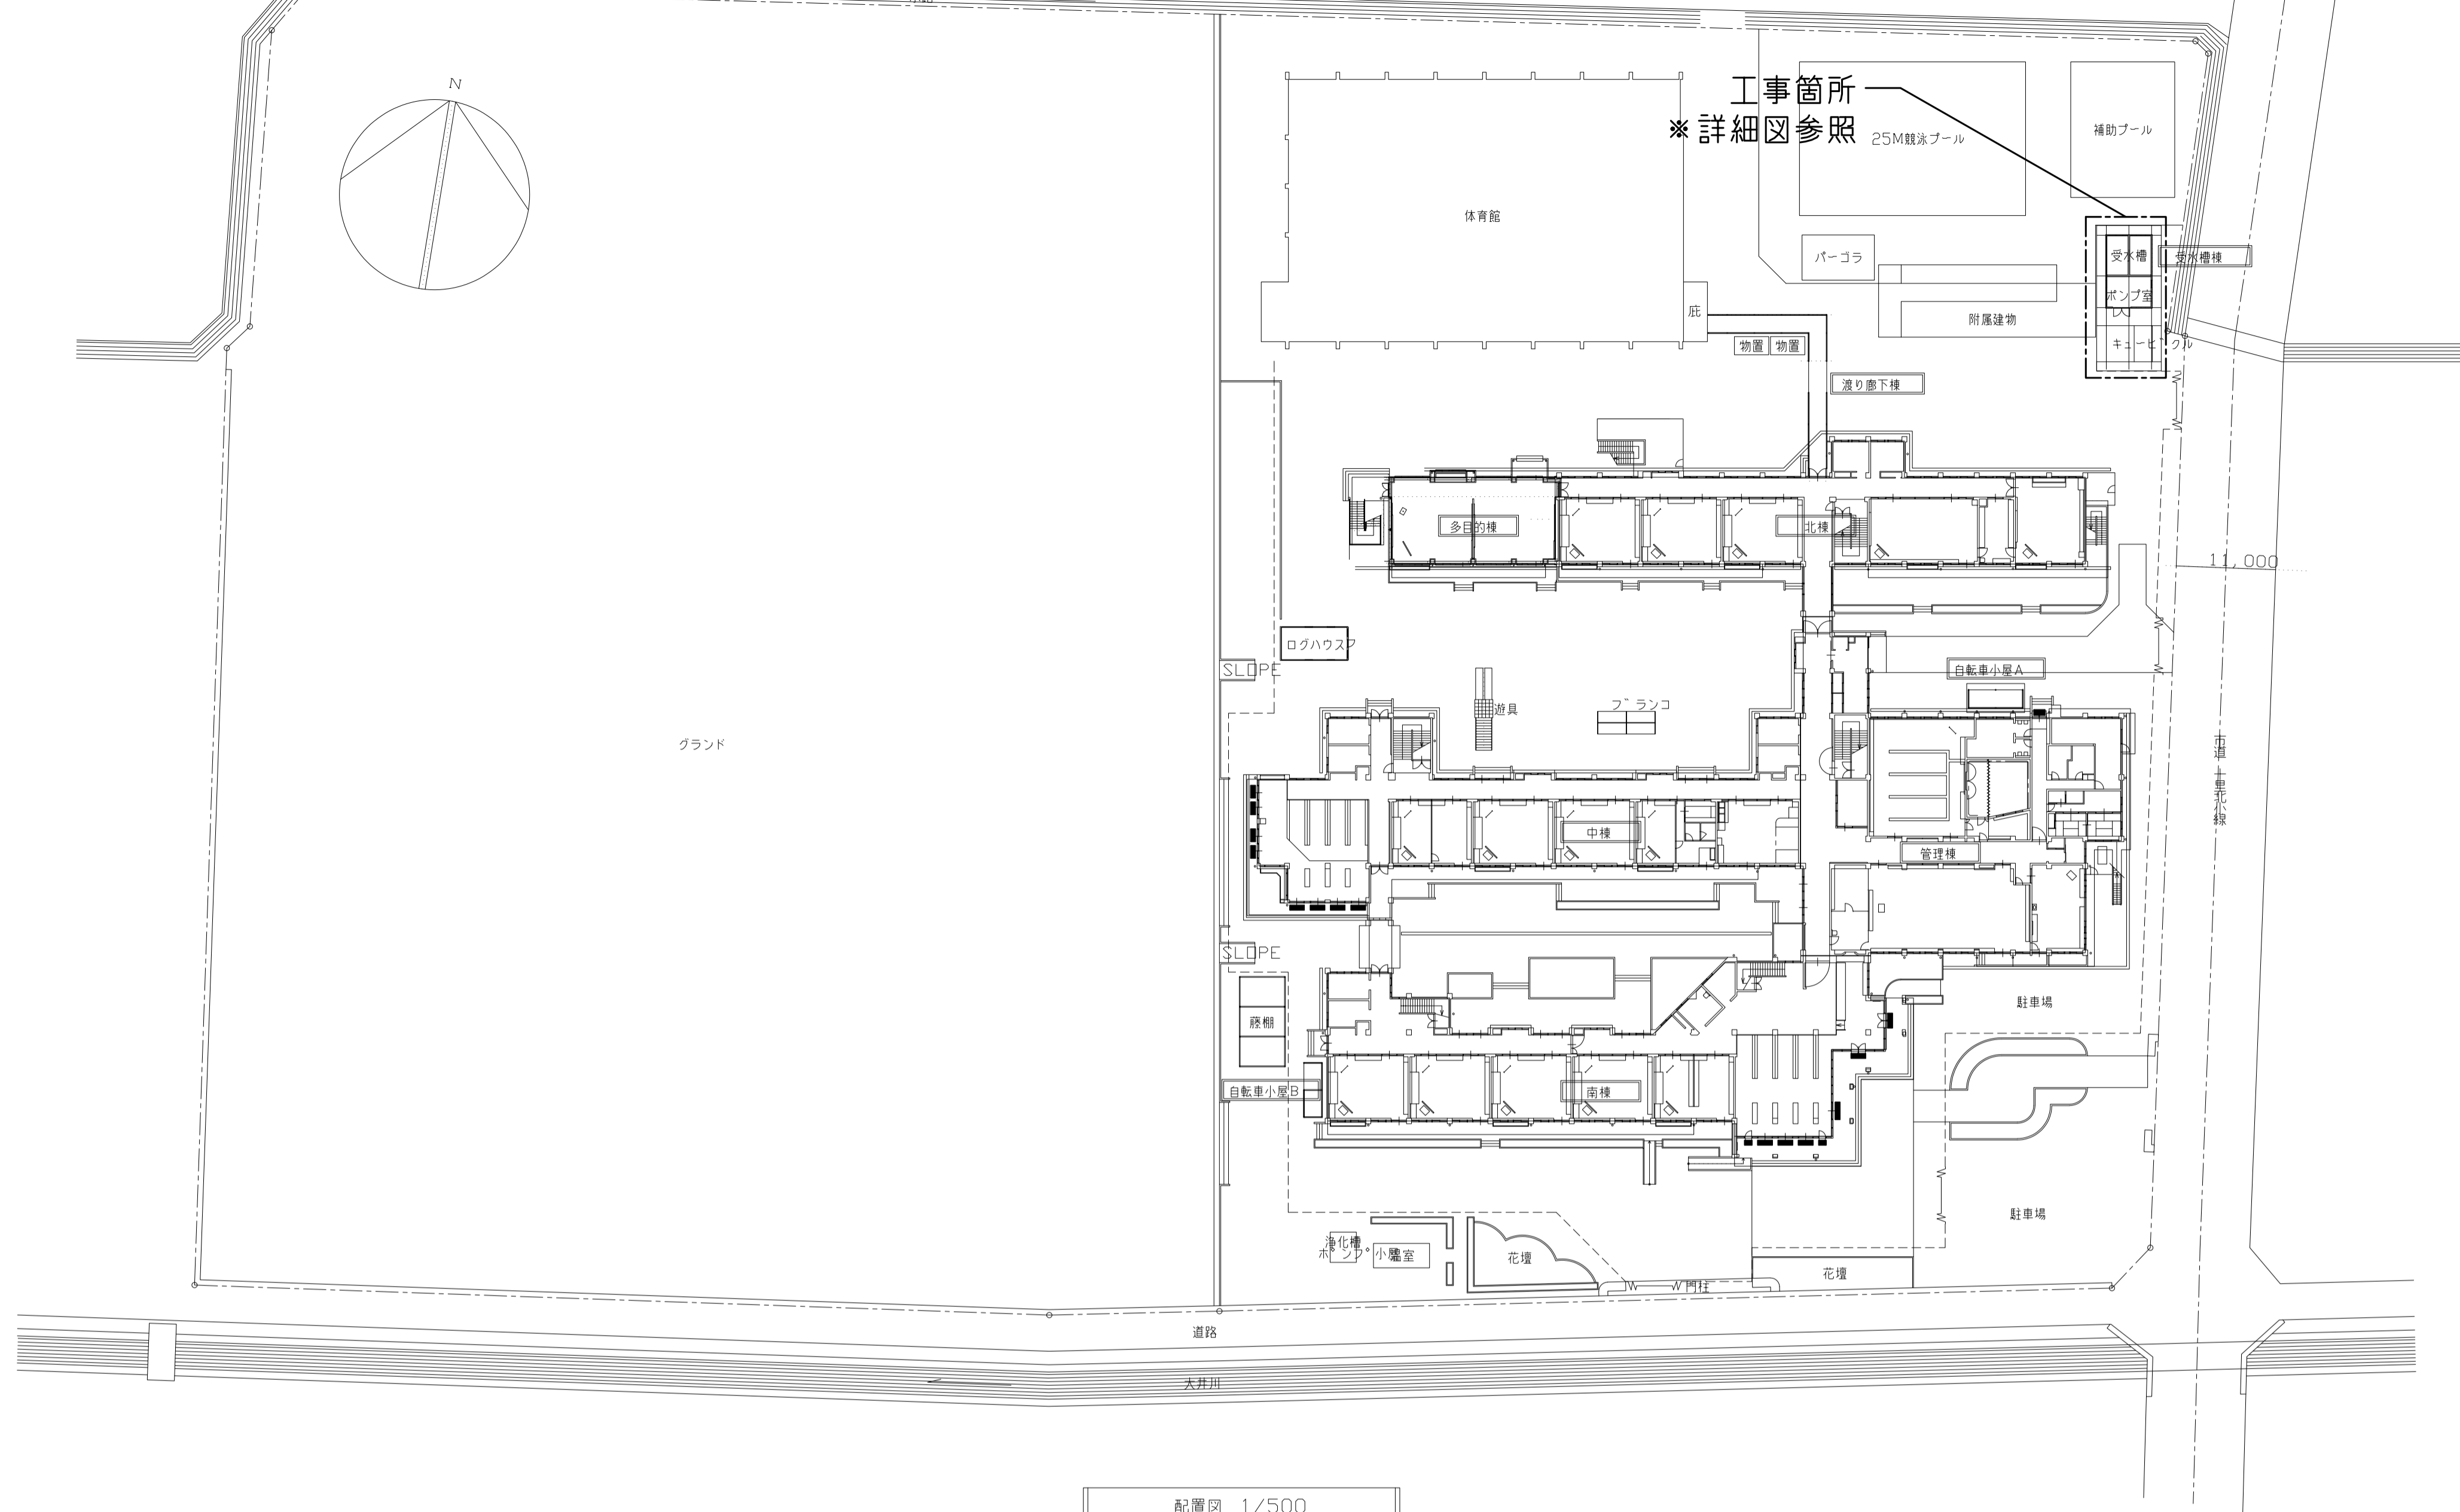 N
工事箇所
※詳細図参照
25M競泳プール
補助プール
体育館
パーゴラ
受水槽
受水槽棟
ポンプ室
附属建物
キュービクル
庇
物置
物置
渡り廊下棟
多目的棟
北棟
11,000
ログハウス
SLOPE
自転車小屋A
遊具
ブランコ
グランド
中棟
管理棟
SLOPE
藤棚
駐車場
自転車小屋B
南棟
駐車場
浄化槽
ポンプ小屋
温室
花壇
門柱
花壇
道路
大井川
配置図 1/500